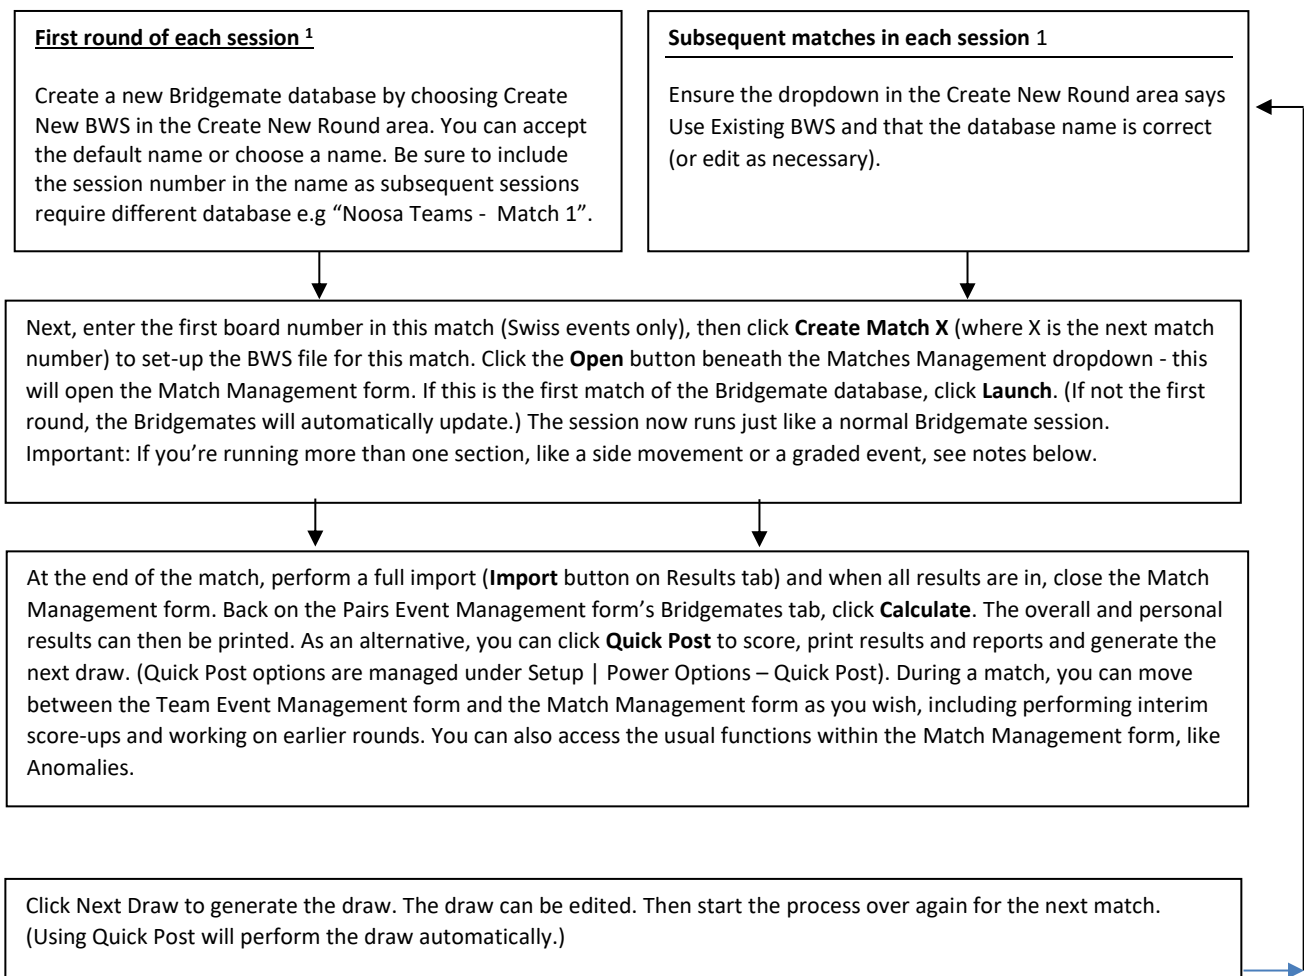 First round of each session 1
Create a new Bridgemate database by choosing Create
New BWS in the Create New Round area. You can accept
the default name or choose a name. Be sure to include
the session number in the name as subsequent sessions
require different database e.g “Noosa Teams - Match 1”.
Subsequent matches in each session 1
Ensure the dropdown in the Create New Round area says
Use Existing BWS and that the database name is correct
(or edit as necessary).
Next, enter the first board number in this match (Swiss events only), then click Create Match X (where X is the next match
number) to set-up the BWS file for this match. Click the Open button beneath the Matches Management dropdown - this
will open the Match Management form. If this is the first match of the Bridgemate database, click Launch. (If not the first
round, the Bridgemates will automatically update.) The session now runs just like a normal Bridgemate session.
Important: If you’re running more than one section, like a side movement or a graded event, see notes below.
At the end of the match, perform a full import (Import button on Results tab) and when all results are in, close the Match
Management form. Back on the Pairs Event Management form’s Bridgemates tab, click Calculate. The overall and personal
results can then be printed. As an alternative, you can click Quick Post to score, print results and reports and generate the
next draw. (Quick Post options are managed under Setup | Power Options – Quick Post). During a match, you can move
between the Team Event Management form and the Match Management form as you wish, including performing interim
score-ups and working on earlier rounds. You can also access the usual functions within the Match Management form, like
Anomalies.
Click Next Draw to generate the draw. The draw can be edited. Then start the process over again for the next match.
(Using Quick Post will perform the draw automatically.)